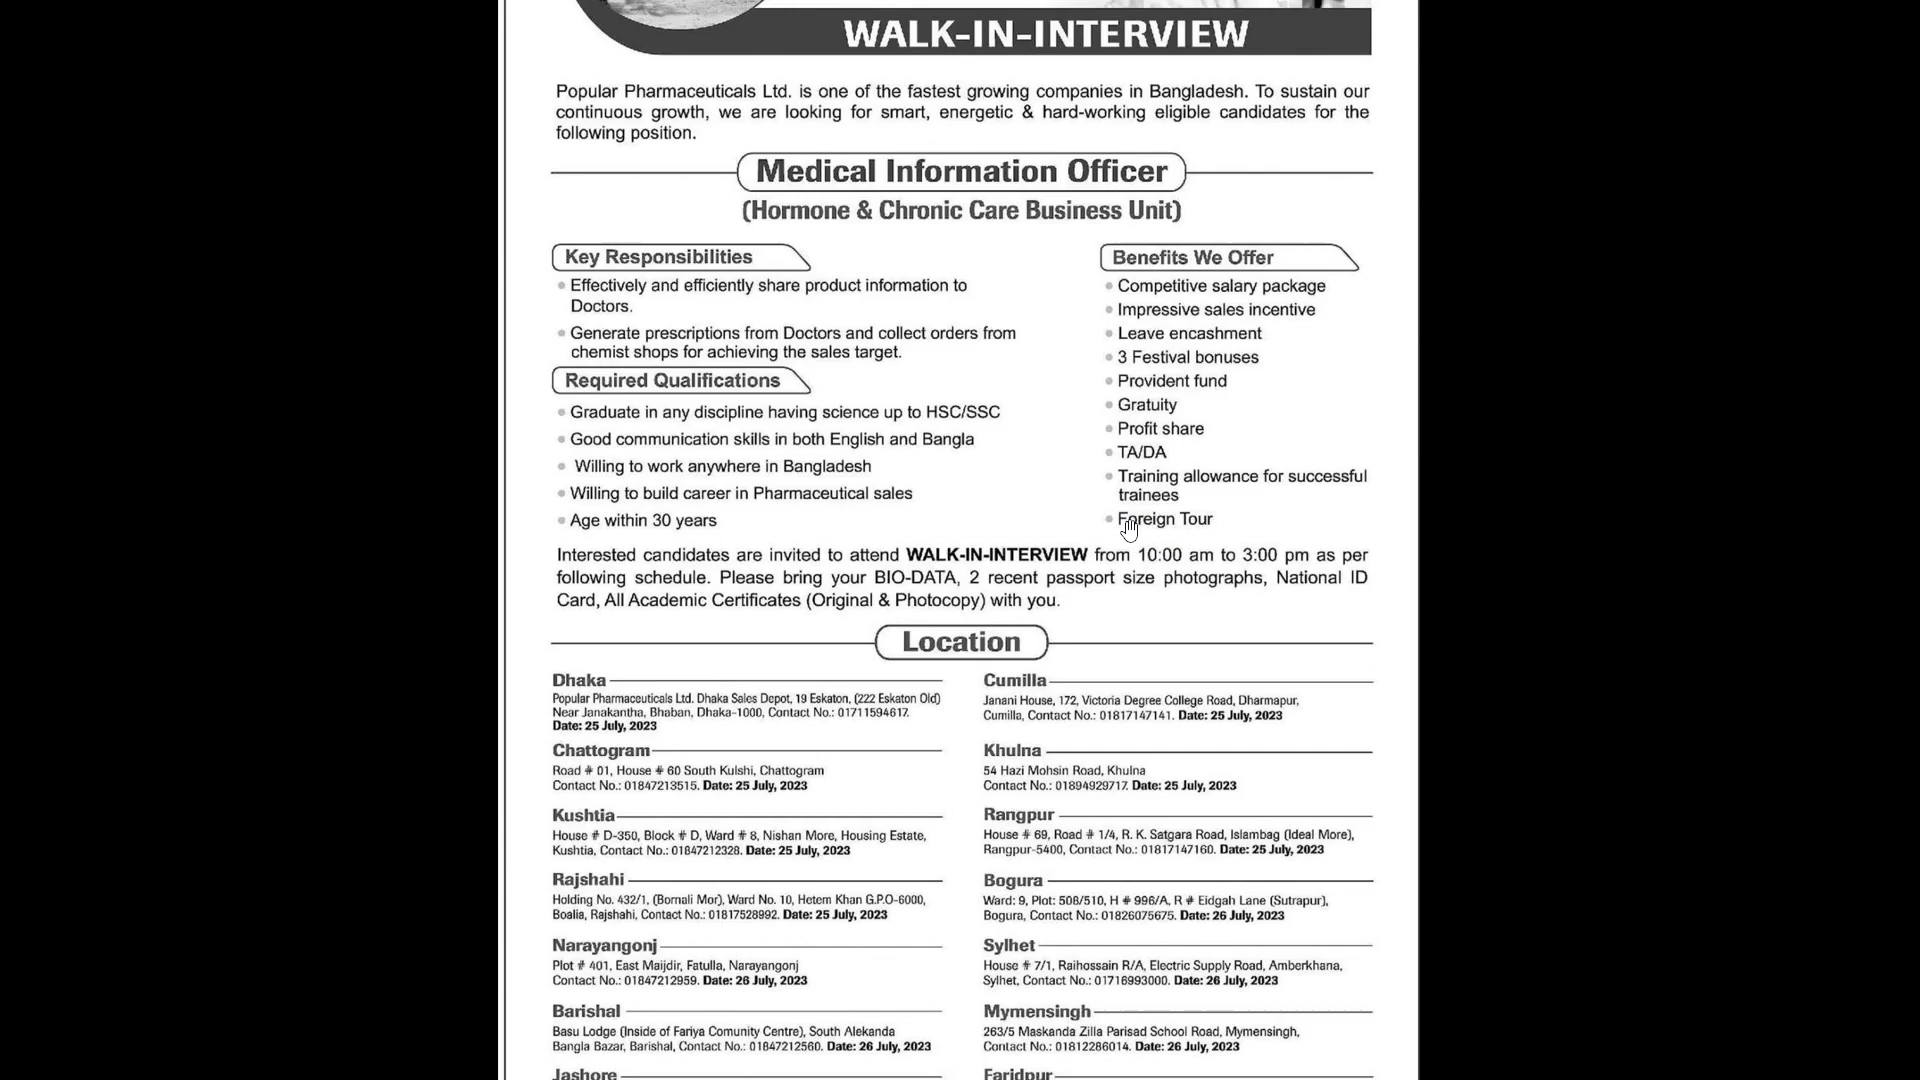 WALK-IN-INTERVIEW
Popular Pharmaceuticals Ltd. is one of the fastest growing companies in Bangladesh. To sustain our
continuous growth, we are looking for smart, energetic & hard-working eligible candidates for the
following position.
Medical Information Officer
(Hormone & Chronic Care Business Unit)
Key Responsibilities
Effectively and efficiently share product information to
Doctors.
Generate prescriptions from Doctors and collect orders from
chemist shops for achieving the sales target.
Required Qualifications
Graduate in any discipline having science up to HSC/SSC
Good communication skills in both English and Bangla
Willing to work anywhere in Bangladesh
Willing to build career in Pharmaceutical sales
Age within 30 years
Benefits We Offer
Competitive salary package
Impressive sales incentive
Leave encashment
3 Festival bonuses
Provident fund
Gratuity
Profit share
TA/DA
Training allowance for successful
trainees
Foreign Tour
Interested candidates are invited to attend WALK-IN-INTERVIEW from 10:00 am to 3:00 pm as per
following schedule. Please bring your BIO-DATA, 2 recent passport size photographs, National ID
Card, All Academic Certificates (Original & Photocopy) with you.
Location
Dhaka
Popular Pharmaceuticals Ltd. Dhaka Sales Depot, 19 Eskaton, (222 Eskaton Old)
Near Janakantha, Bhaban, Dhaka-1000, Contact No.: 01711594617.
Date: 25 July, 2023
Cumilla
Janani House, 172, Victoria Degree College Road, Dharmapur,
Cumilla, Contact No.: 01817147141. Date: 25 July, 2023
Chattogram
Road # 01, House # 60 South Kulshi, Chattogram
Contact No.: 01847213515. Date: 25 July, 2023
Khulna
54 Hazi Mohsin Road, Khulna
Contact No.: 01894929717. Date: 25 July, 2023
Kushtia
House # D-350, Block # D, Ward # 8, Nishan More, Housing Estate,
Kushtia, Contact No.: 01847212328. Date: 25 July, 2023
Rangpur
House # 69, Road # 1/4, R. K. Satgara Road, Islambag (Ideal More),
Rangpur-5400, Contact No.: 01817147160. Date: 25 July, 2023
Rajshahi
Holding No. 432/1, (Bornali Mor), Ward No. 10, Hetem Khan G.P.O-6000,
Boalia, Rajshahi, Contact No.: 01817528992. Date: 25 July, 2023
Bogura
Ward: 9, Plot: 508/510, H # 996/A, R # Eidgah Lane (Sutrapur),
Bogura, Contact No.: 01826075675. Date: 26 July, 2023
Narayangonj
Plot # 401, East Maijdir, Fatulla, Narayangonj
Contact No.: 01847212959. Date: 26 July, 2023
Sylhet
House # 7/1, Raihossain R/A, Electric Supply Road, Amberkhana,
Sylhet, Contact No.: 01716993000. Date: 26 July, 2023
Barishal
Basu Lodge (Inside of Fariya Comunity Centre), South Alekanda
Bangla Bazar, Barishal, Contact No.: 01847212560. Date: 26 July, 2023
Mymensingh
263/5 Maskanda Zilla Parisad School Road, Mymensingh,
Contact No.: 01812286014. Date: 26 July, 2023
Jashore
Faridpur